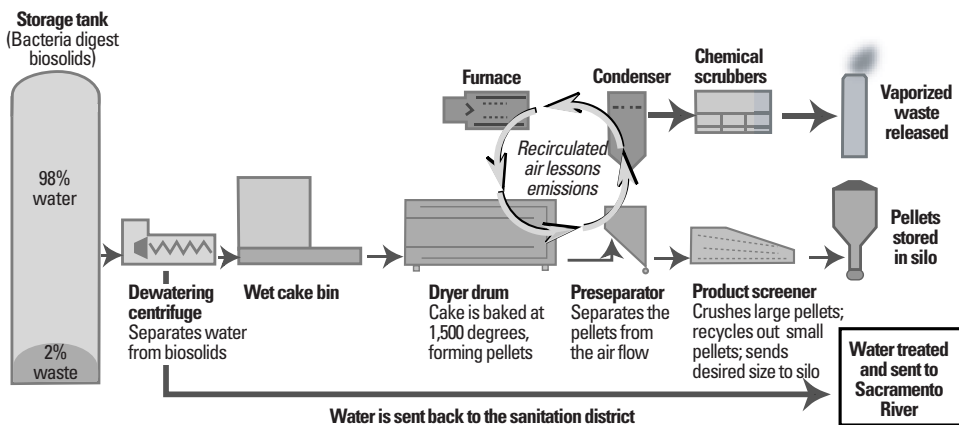 Storage tank
(Bacteria digest
biosolids)
98%
water
2%
waste
Dewatering
centrifuge
Separates water
from biosolids
Wet cake bin
Furnace
Condenser
Chemical
scrubbers
Vaporized
waste
released
Recirculated
air lessons
emissions
Dryer drum
Cake is baked at
1,500 degrees,
forming pellets
Preseparator
Separates the
pellets from
the air flow
Product screener
Crushes large pellets;
recycles out small
pellets; sends
desired size to silo
Pellets
stored
in silo
Water treated
and sent to
Sacramento
River
Water is sent back to the sanitation district